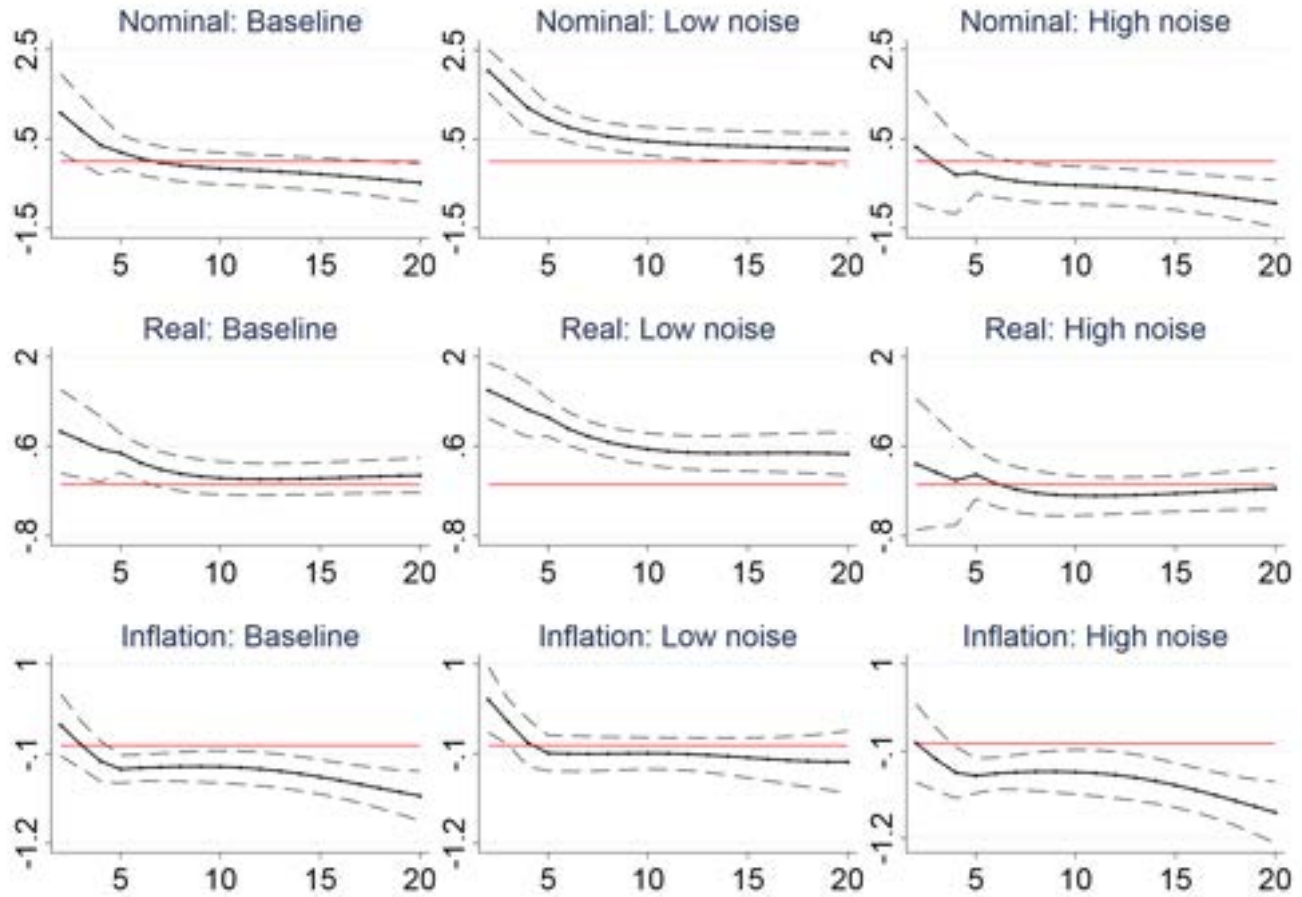 Nominal: Baseline
2.5
.5
-1.5
5 10 15 20
Nominal: Low noise
2.5
.5
-1.5
5 10 15 20
Nominal: High noise
2.5
.5
-1.5
5 10 15 20
Real: Baseline
2
.6
-.8
5 10 15 20
Real: Low noise
2
.6
-.8
5 10 15 20
Real: High noise
2
.6
-.8
5 10 15 20
Inflation: Baseline
1
-.1
-1.2
5 10 15 20
Inflation: Low noise
1
-.1
-1.2
5 10 15 20
Inflation: High noise
1
-.1
-1.2
5 10 15 20